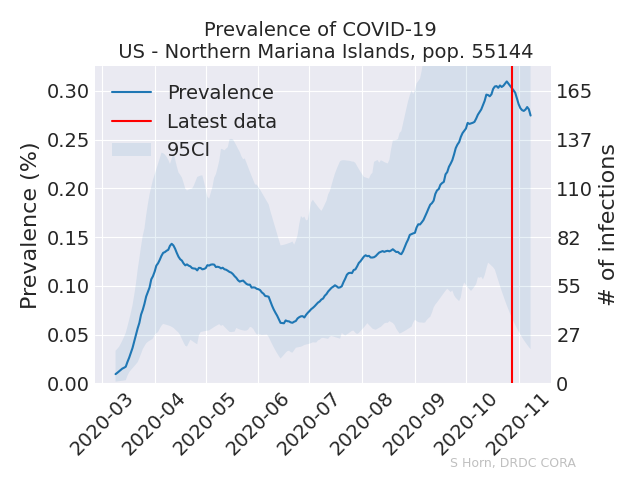 Prevalence of COVID-19
US - Northern Mariana Islands, pop. 55144
Prevalence
Latest data
95CI
Prevalence (%)
0.30
0.25
0.20
0.15
0.10
0.05
0.00
165
137
110
82
55
27
0
# of infections
2020-03
2020-04
2020-05
2020-06
2020-07
2020-08
2020-09
2020-10
2020-11
S Horn, DRDC CORA